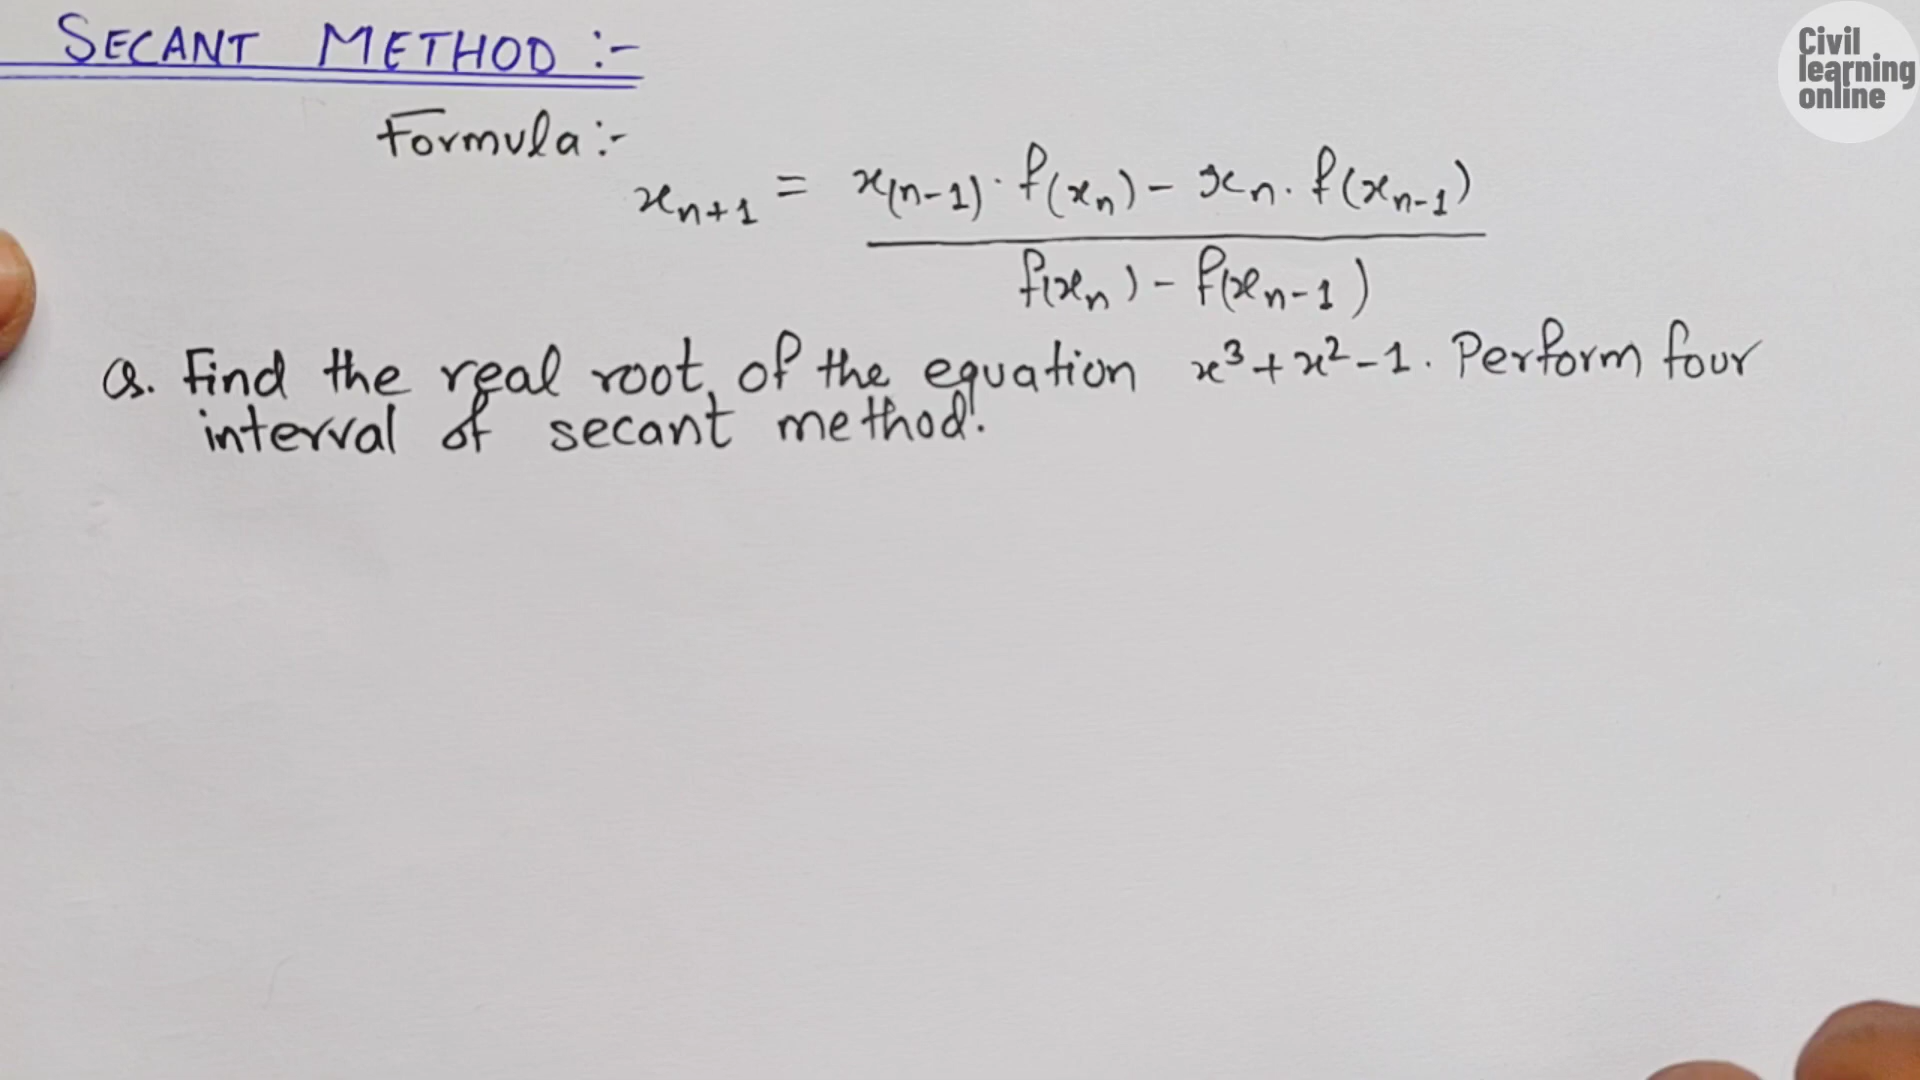 SECANT METHOD :-
Civil
learning
online
Formula :-
xₙ₊₁ = x(n-1) · f(xₙ) - xₙ · f(xₙ₋₁)
f(xₙ) - f(xₙ₋₁)
Q. Find the real root, of the equation x³+x²-1. Perform four
interval of secant method!